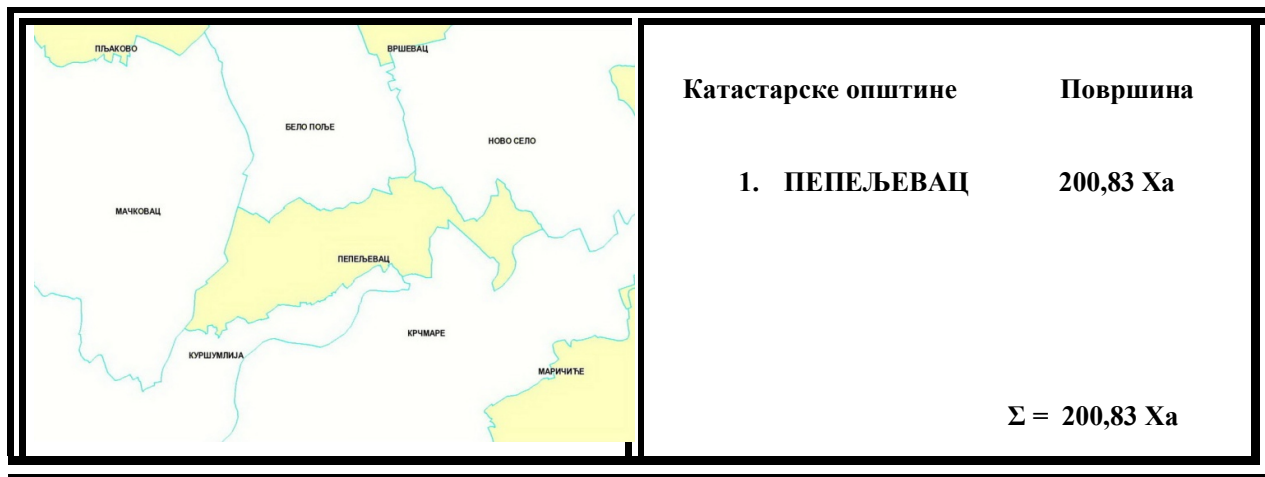 ПЉАКОВО
ВРШЕВАЦ
БЕЛО ПОЉЕ
НОВО СЕЛО
МАЧКОВАЦ
ПЕПЕЉЕВАЦ
КРЧМАРЕ
КУРШУМЛИЈА
МАРИЧИЋЕ
Катастарске општине Површина
1. ПЕПЕЉЕВАЦ 200,83 Ха
Σ = 200,83 Ха